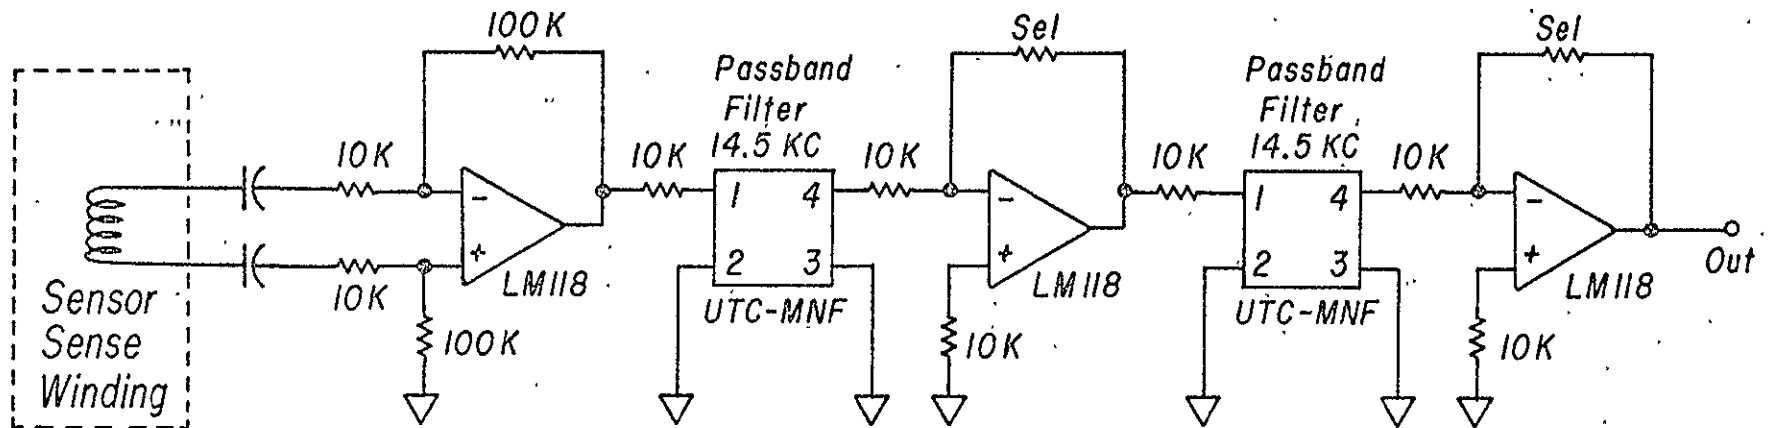 100K
Sel
Sel
Passband
Filter
14.5 KC
Passband
Filter
14.5 KC
10K
10K
10K
10K
10K
1 4
2 3
-
+
-
+
1 4
2 3
-
+
10K
LM118
UTC-MNF
LM118
UTC-MNF
LM118
Out
Sensor
Sense
Winding
100K
10K
10K